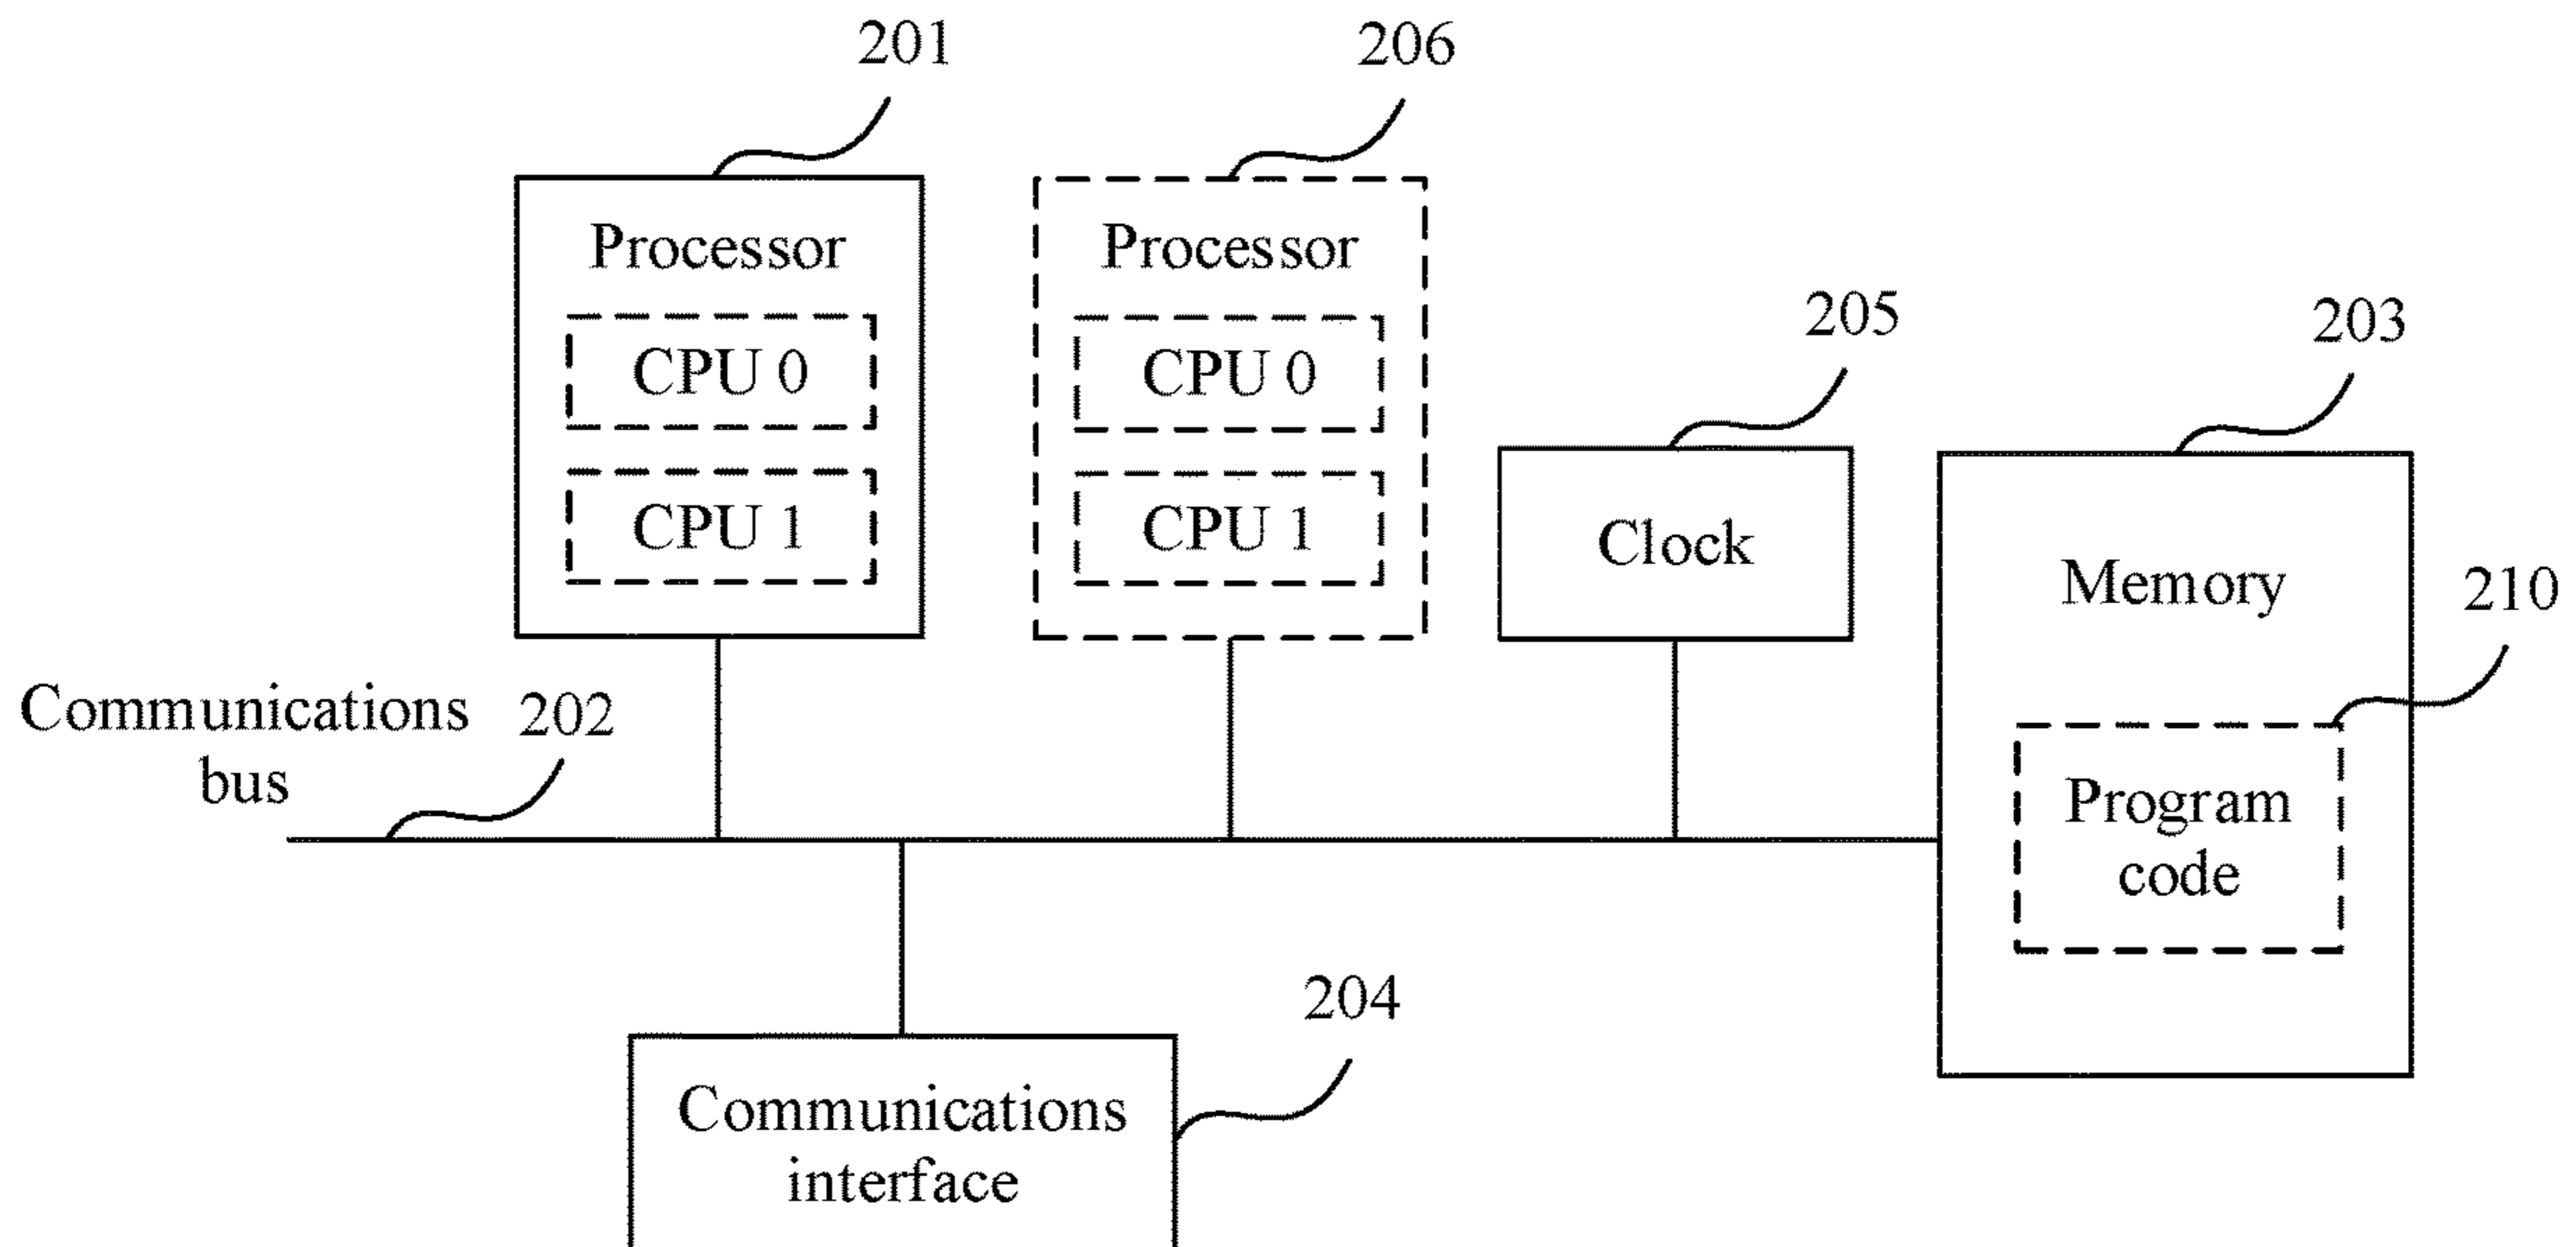 201
206
Processor
Processor
205
203
CPU 0
CPU 0
CPU 1
CPU 1
Clock
Memory
210
Communications
bus
202
Program
code
204
Communications
interface